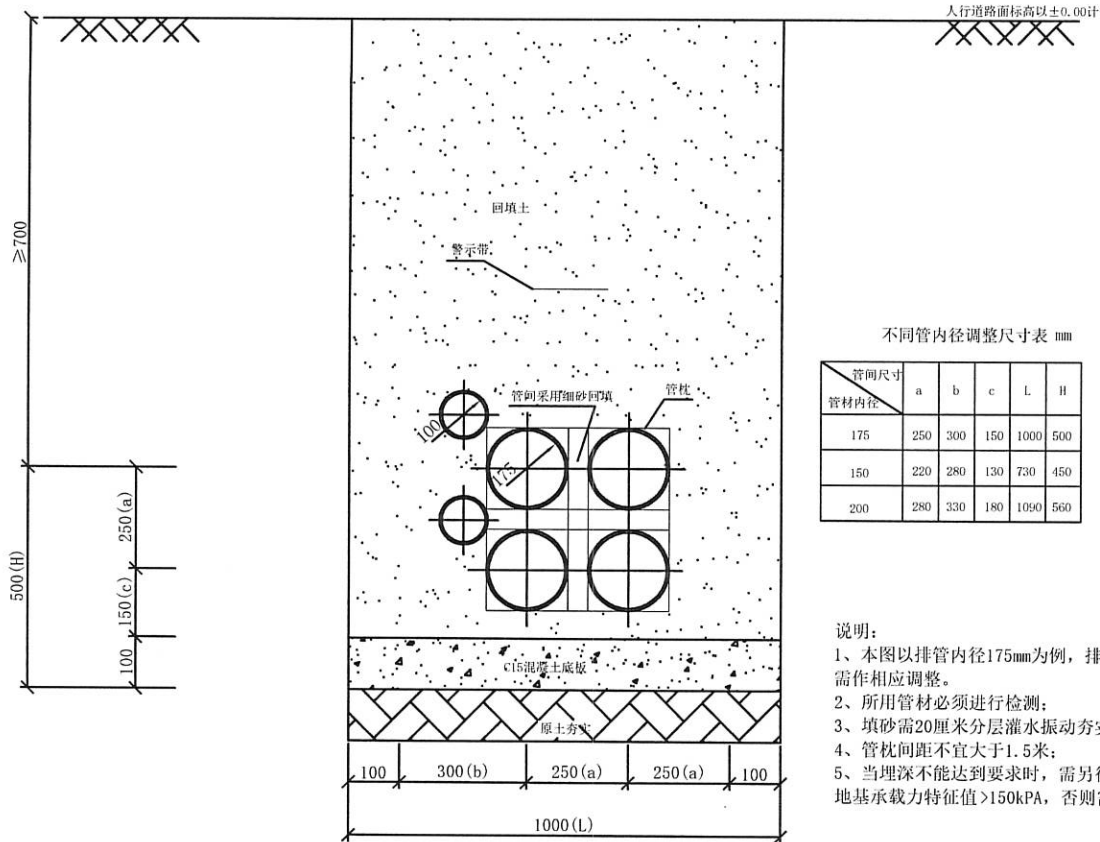 人行道路面标高以±0.00计
≥700
回填土
警示带
管间采用细砂回填
管枕
100
175
500(H)
250(a)
150(c)
100
C15混凝土底板
原土夯实
100 300(b) 250(a) 250(a) 100
1000(L)
不同管内径调整尺寸表 mm
管间尺寸
管材内径
a b c L H
175 250 300 150 1000 500
150 220 280 130 730 450
200 280 330 180 1090 560
说明:
1、本图以排管内径175mm为例，排
需作相应调整。
2、所用管材必须进行检测;
3、填砂需20厘米分层灌水振动夯
4、管枕间距不宜大于1.5米;
5、当埋深不能达到要求时，需另
地基承载力特征值>150kPA，否则